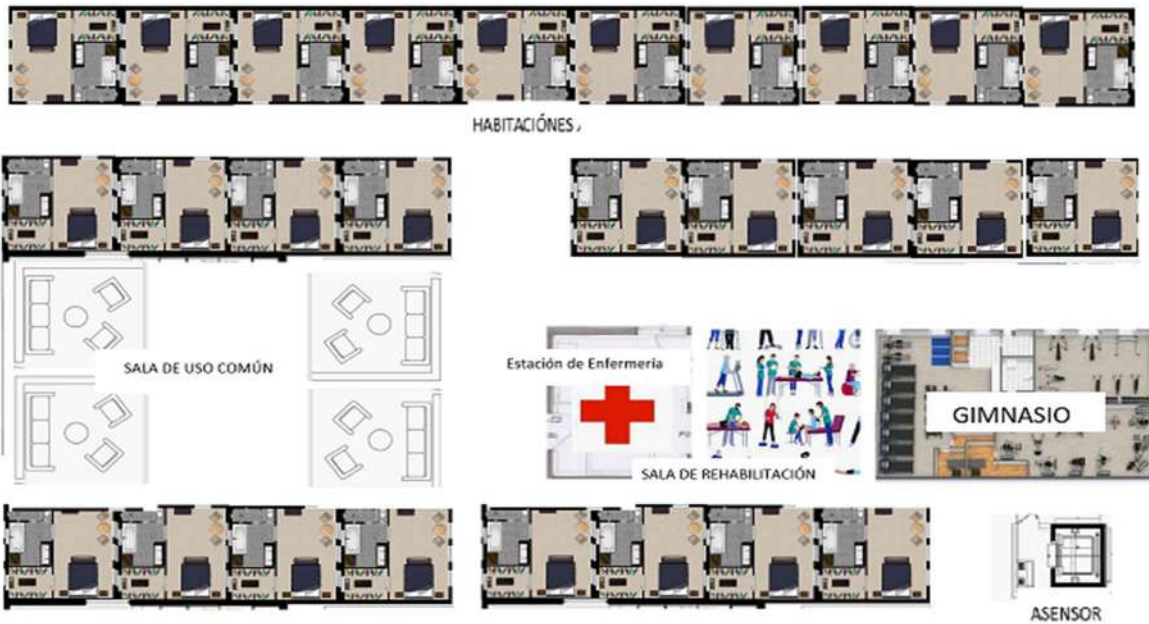 HABITACIÓNES
SALA DE USO COMÚN
Estación de Enfermería
GIMNASIO
SALA DE REHABILITACIÓN
ASENSOR